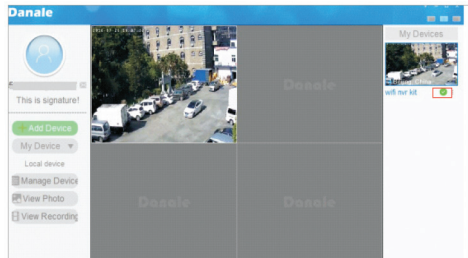 Danale
My Devices
wifi nvr kit
This is signature!
Add Device
My Device
Local device
Manage Device
View Photo
View Recording
Danale
Danale
Danale